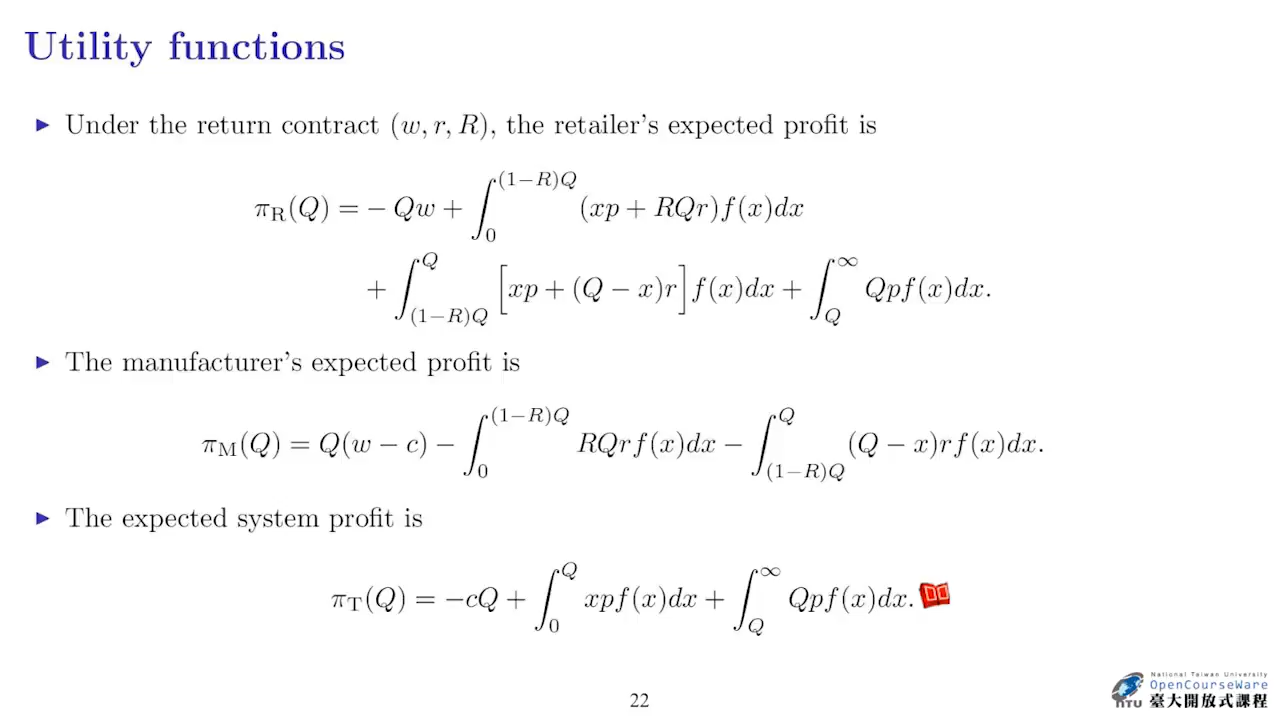 Utility functions
▶ Under the return contract (w, r, R), the retailer's expected profit is
π_R(Q) = − Qw + ∫_0^{(1−R)Q} (xp + RQr)f(x)dx
+ ∫_{(1−R)Q}^{Q} [xp + (Q − x)r]f(x)dx + ∫_Q^∞ Qpf(x)dx.
▶ The manufacturer's expected profit is
π_M(Q) = Q(w − c) − ∫_0^{(1−R)Q} RQrf(x)dx − ∫_{(1−R)Q}^{Q} (Q − x)rf(x)dx.
▶ The expected system profit is
π_T(Q) = −cQ + ∫_0^Q xpf(x)dx + ∫_Q^∞ Qpf(x)dx.
22
National Taiwan University
OpenCourseWare
NTU 臺大開放式課程